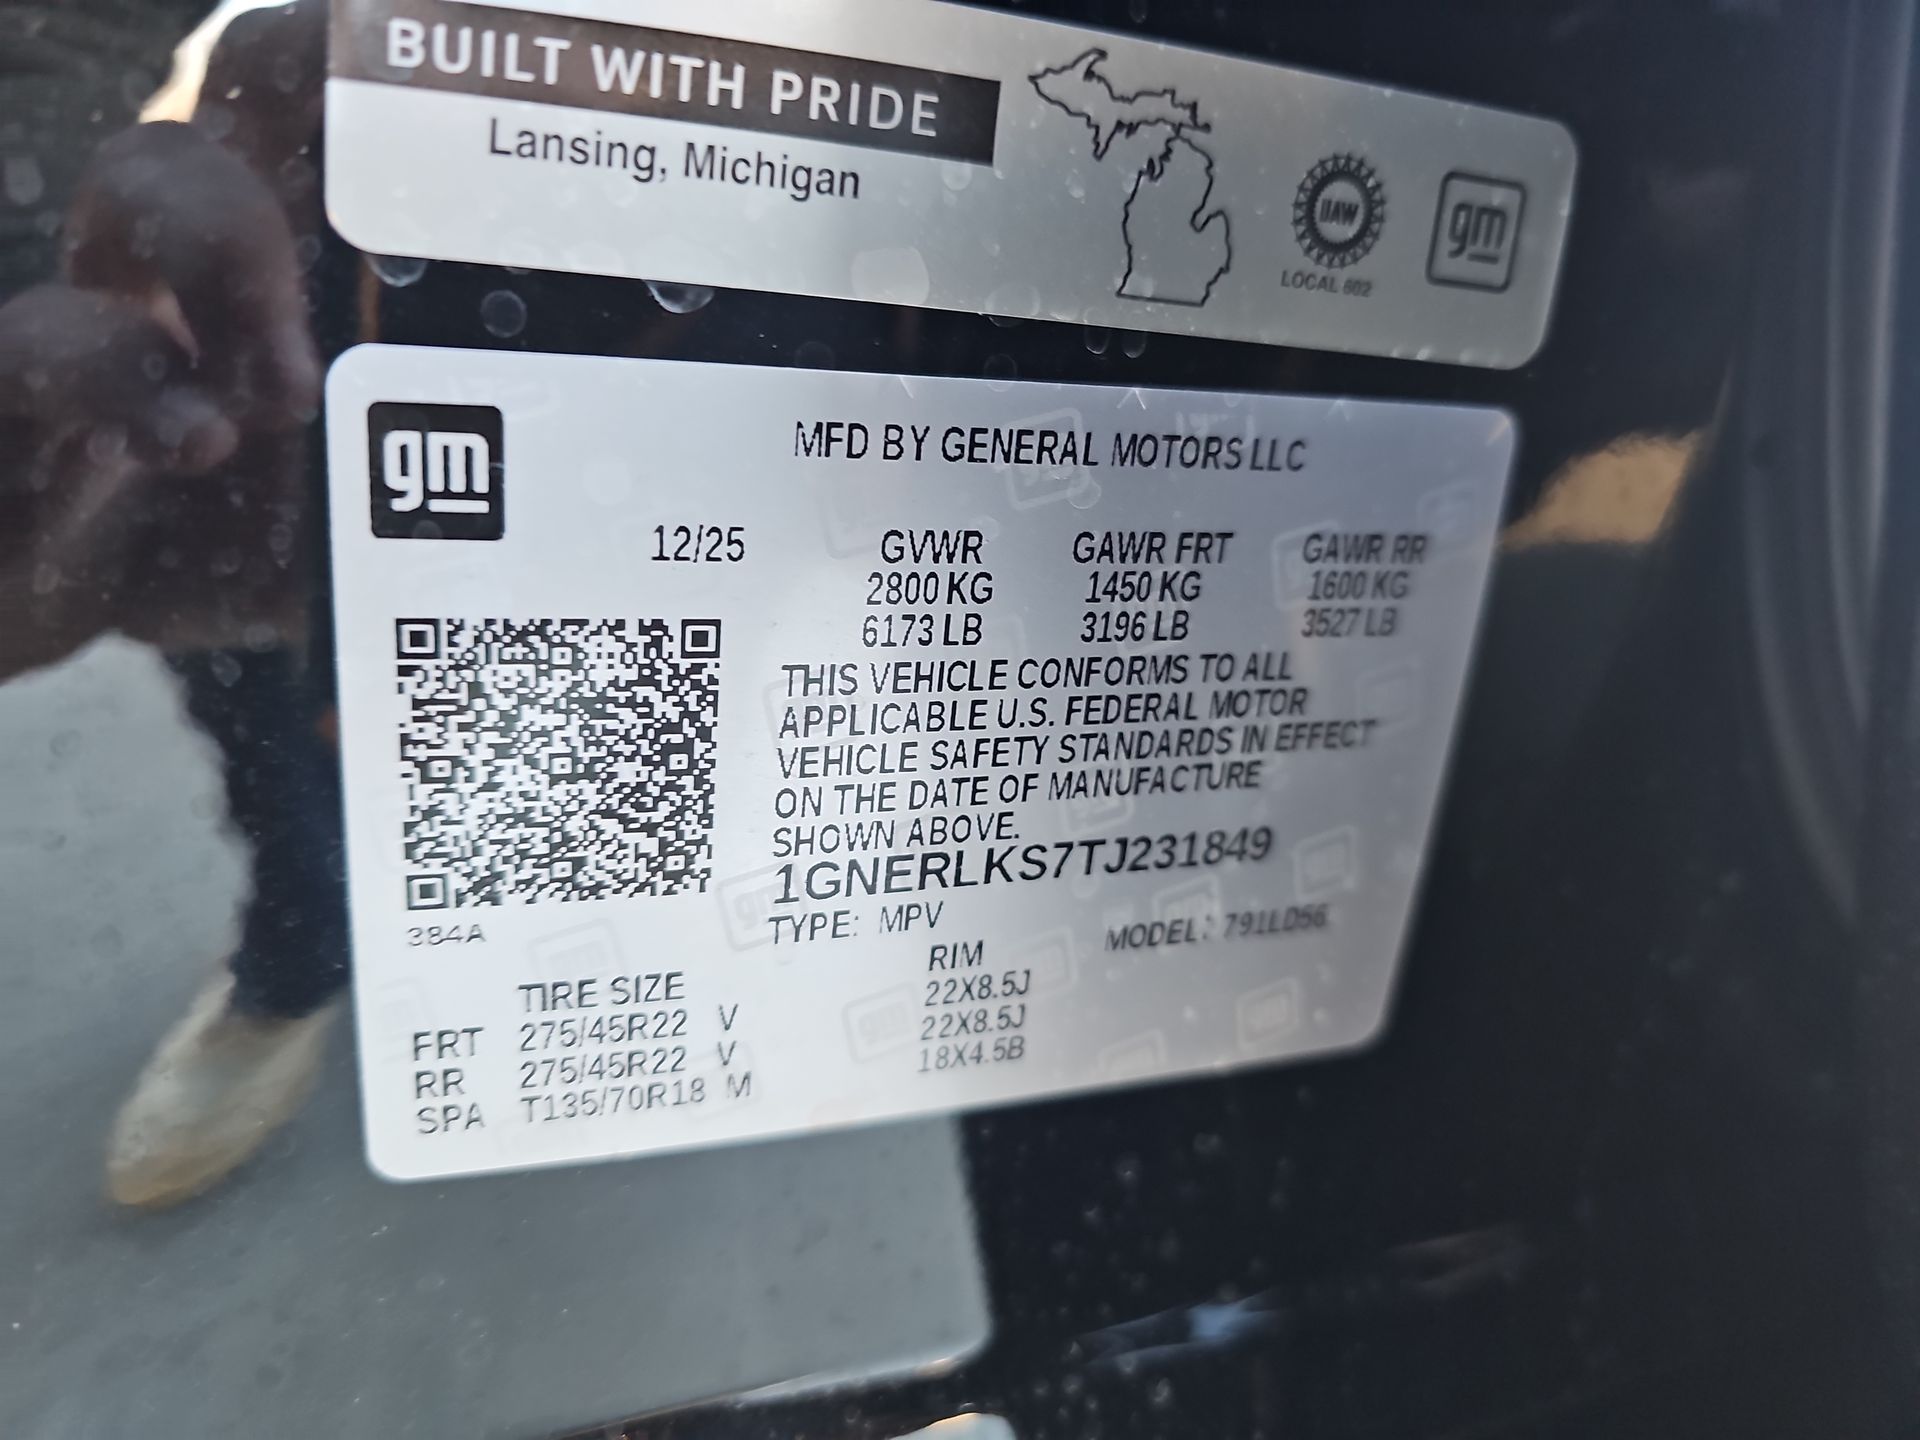 BUILT WITH PRIDE
Lansing, Michigan
UAW
LOCAL 602
gm
gm
MFD BY GENERAL MOTORS LLC
12/25 GVWR GAWR FRT GAWR RR
2800 KG 1450 KG 1600 KG
6173 LB 3196 LB 3527 LB
THIS VEHICLE CONFORMS TO ALL
APPLICABLE U.S. FEDERAL MOTOR
VEHICLE SAFETY STANDARDS IN EFFECT
ON THE DATE OF MANUFACTURE
SHOWN ABOVE.
1GNERLKS7TJ231849
384A
TYPE: MPV MODEL: 791LD56
TIRE SIZE RIM
FRT 275/45R22 V 22X8.5J
RR 275/45R22 V 22X8.5J
SPA T135/70R18 M 18X4.5B